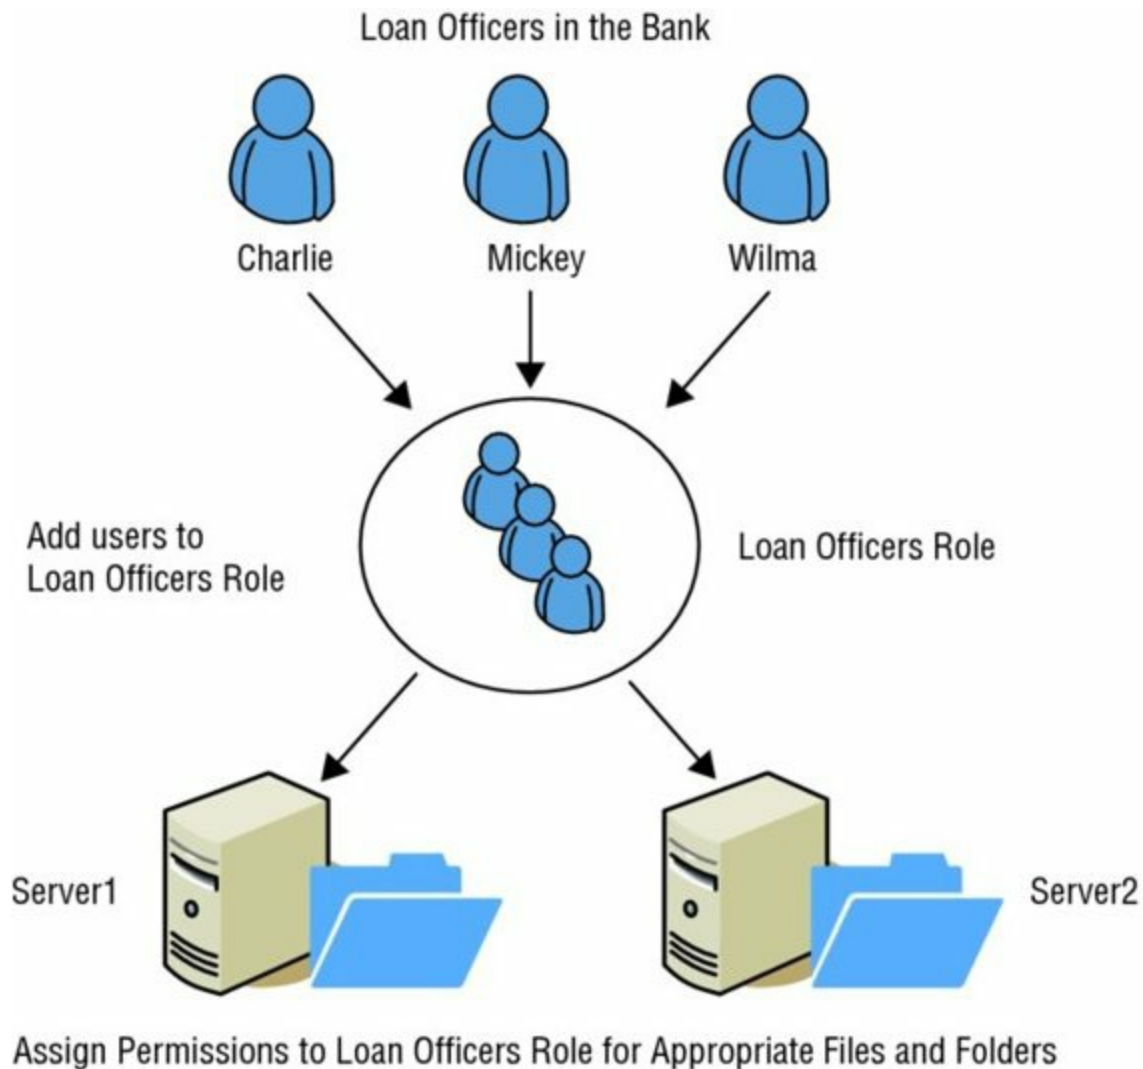 Loan Officers in the Bank
Charlie
Mickey
Wilma
Add users to
Loan Officers Role
Loan Officers Role
Server1
Server2
Assign Permissions to Loan Officers Role for Appropriate Files and Folders